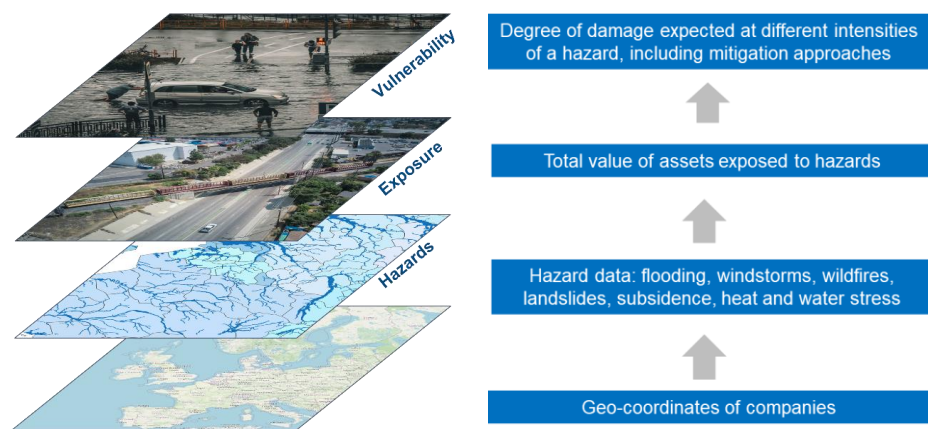 Vulnerability
Exposure
Hazards
Degree of damage expected at different intensities
of a hazard, including mitigation approaches
Total value of assets exposed to hazards
Hazard data: flooding, windstorms, wildfires,
landslides, subsidence, heat and water stress
Geo-coordinates of companies